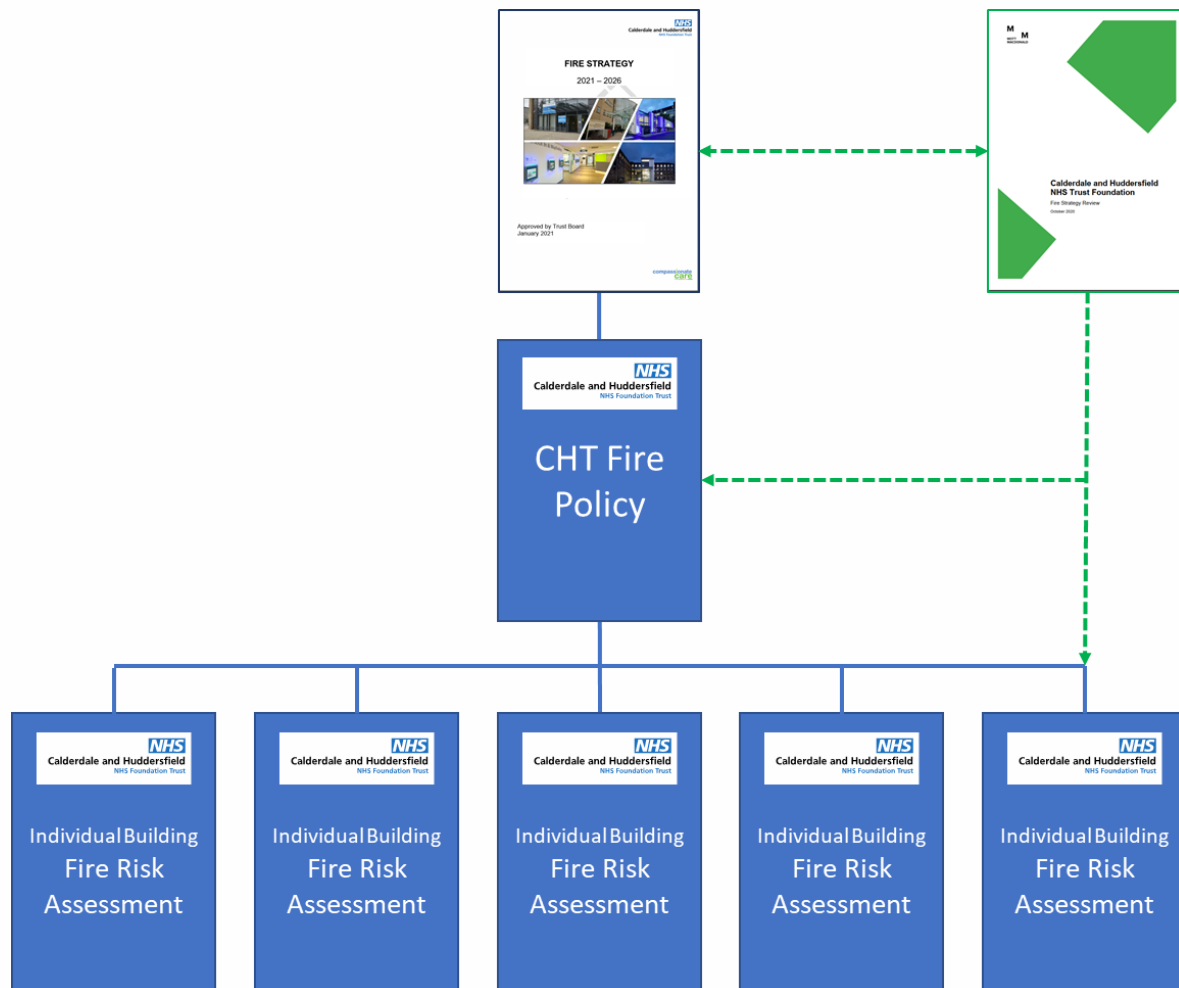 NHS
Calderdale and Huddersfield
NHS Foundation Trust
FIRE STRATEGY
2021 – 2026
Approved by Trust Board
January 2021
compassionate
care
M
M
MOTT
MACDONALD
Calderdale and Huddersfield
NHS Trust Foundation
Fire Strategy Review
October 2020
NHS
Calderdale and Huddersfield
NHS Foundation Trust
CHT Fire
Policy
NHS
Calderdale and Huddersfield
NHS Foundation Trust
Individual Building
Fire Risk
Assessment
NHS
Calderdale and Huddersfield
NHS Foundation Trust
Individual Building
Fire Risk
Assessment
NHS
Calderdale and Huddersfield
NHS Foundation Trust
Individual Building
Fire Risk
Assessment
NHS
Calderdale and Huddersfield
NHS Foundation Trust
Individual Building
Fire Risk
Assessment
NHS
Calderdale and Huddersfield
NHS Foundation Trust
Individual Building
Fire Risk
Assessment